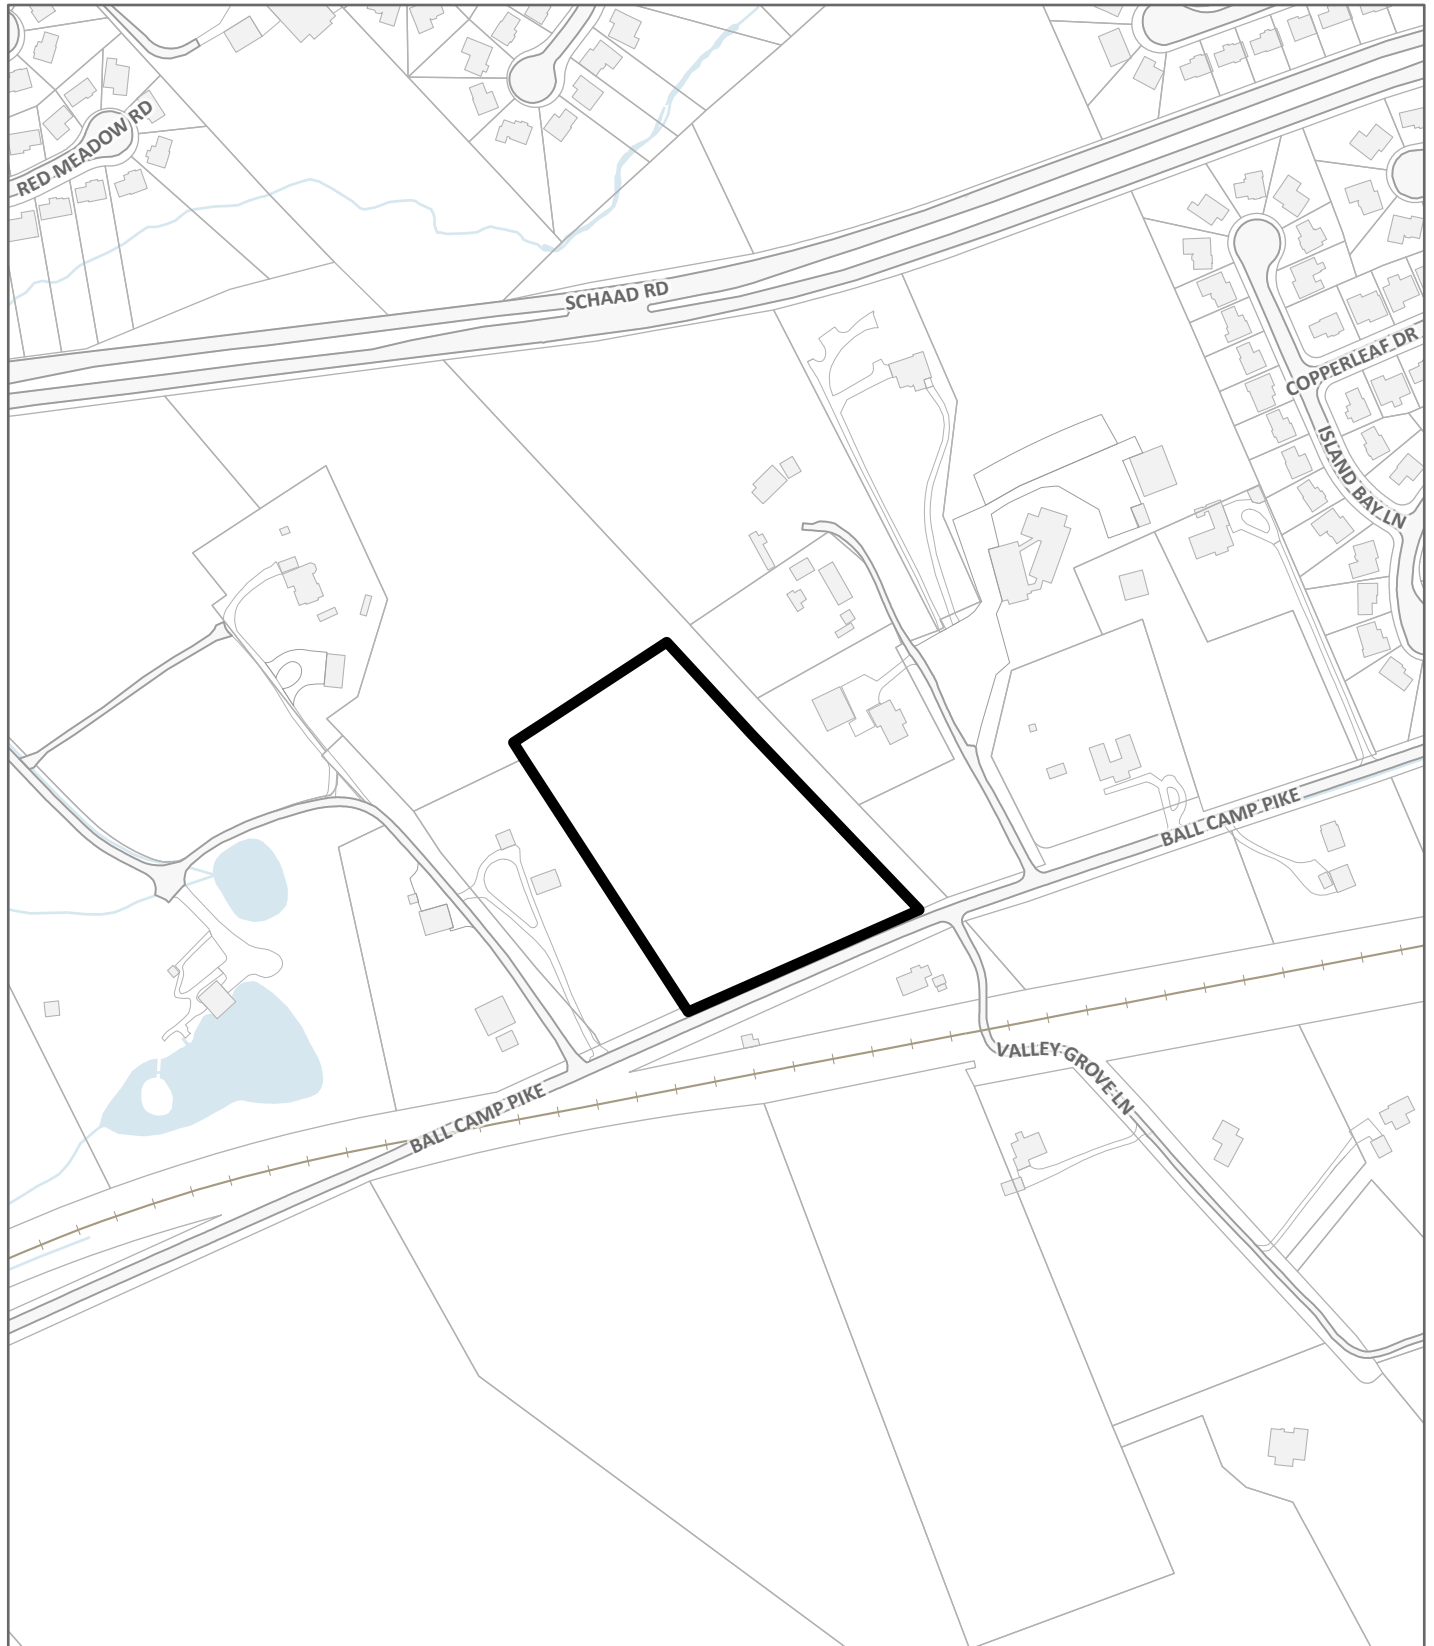 RED MEADOW RD
SCHAAD RD
COPPERLEAF DR
ISLAND BAY LN
BALL CAMP PIKE
VALLEY GROVE LN
BALL CAMP PIKE